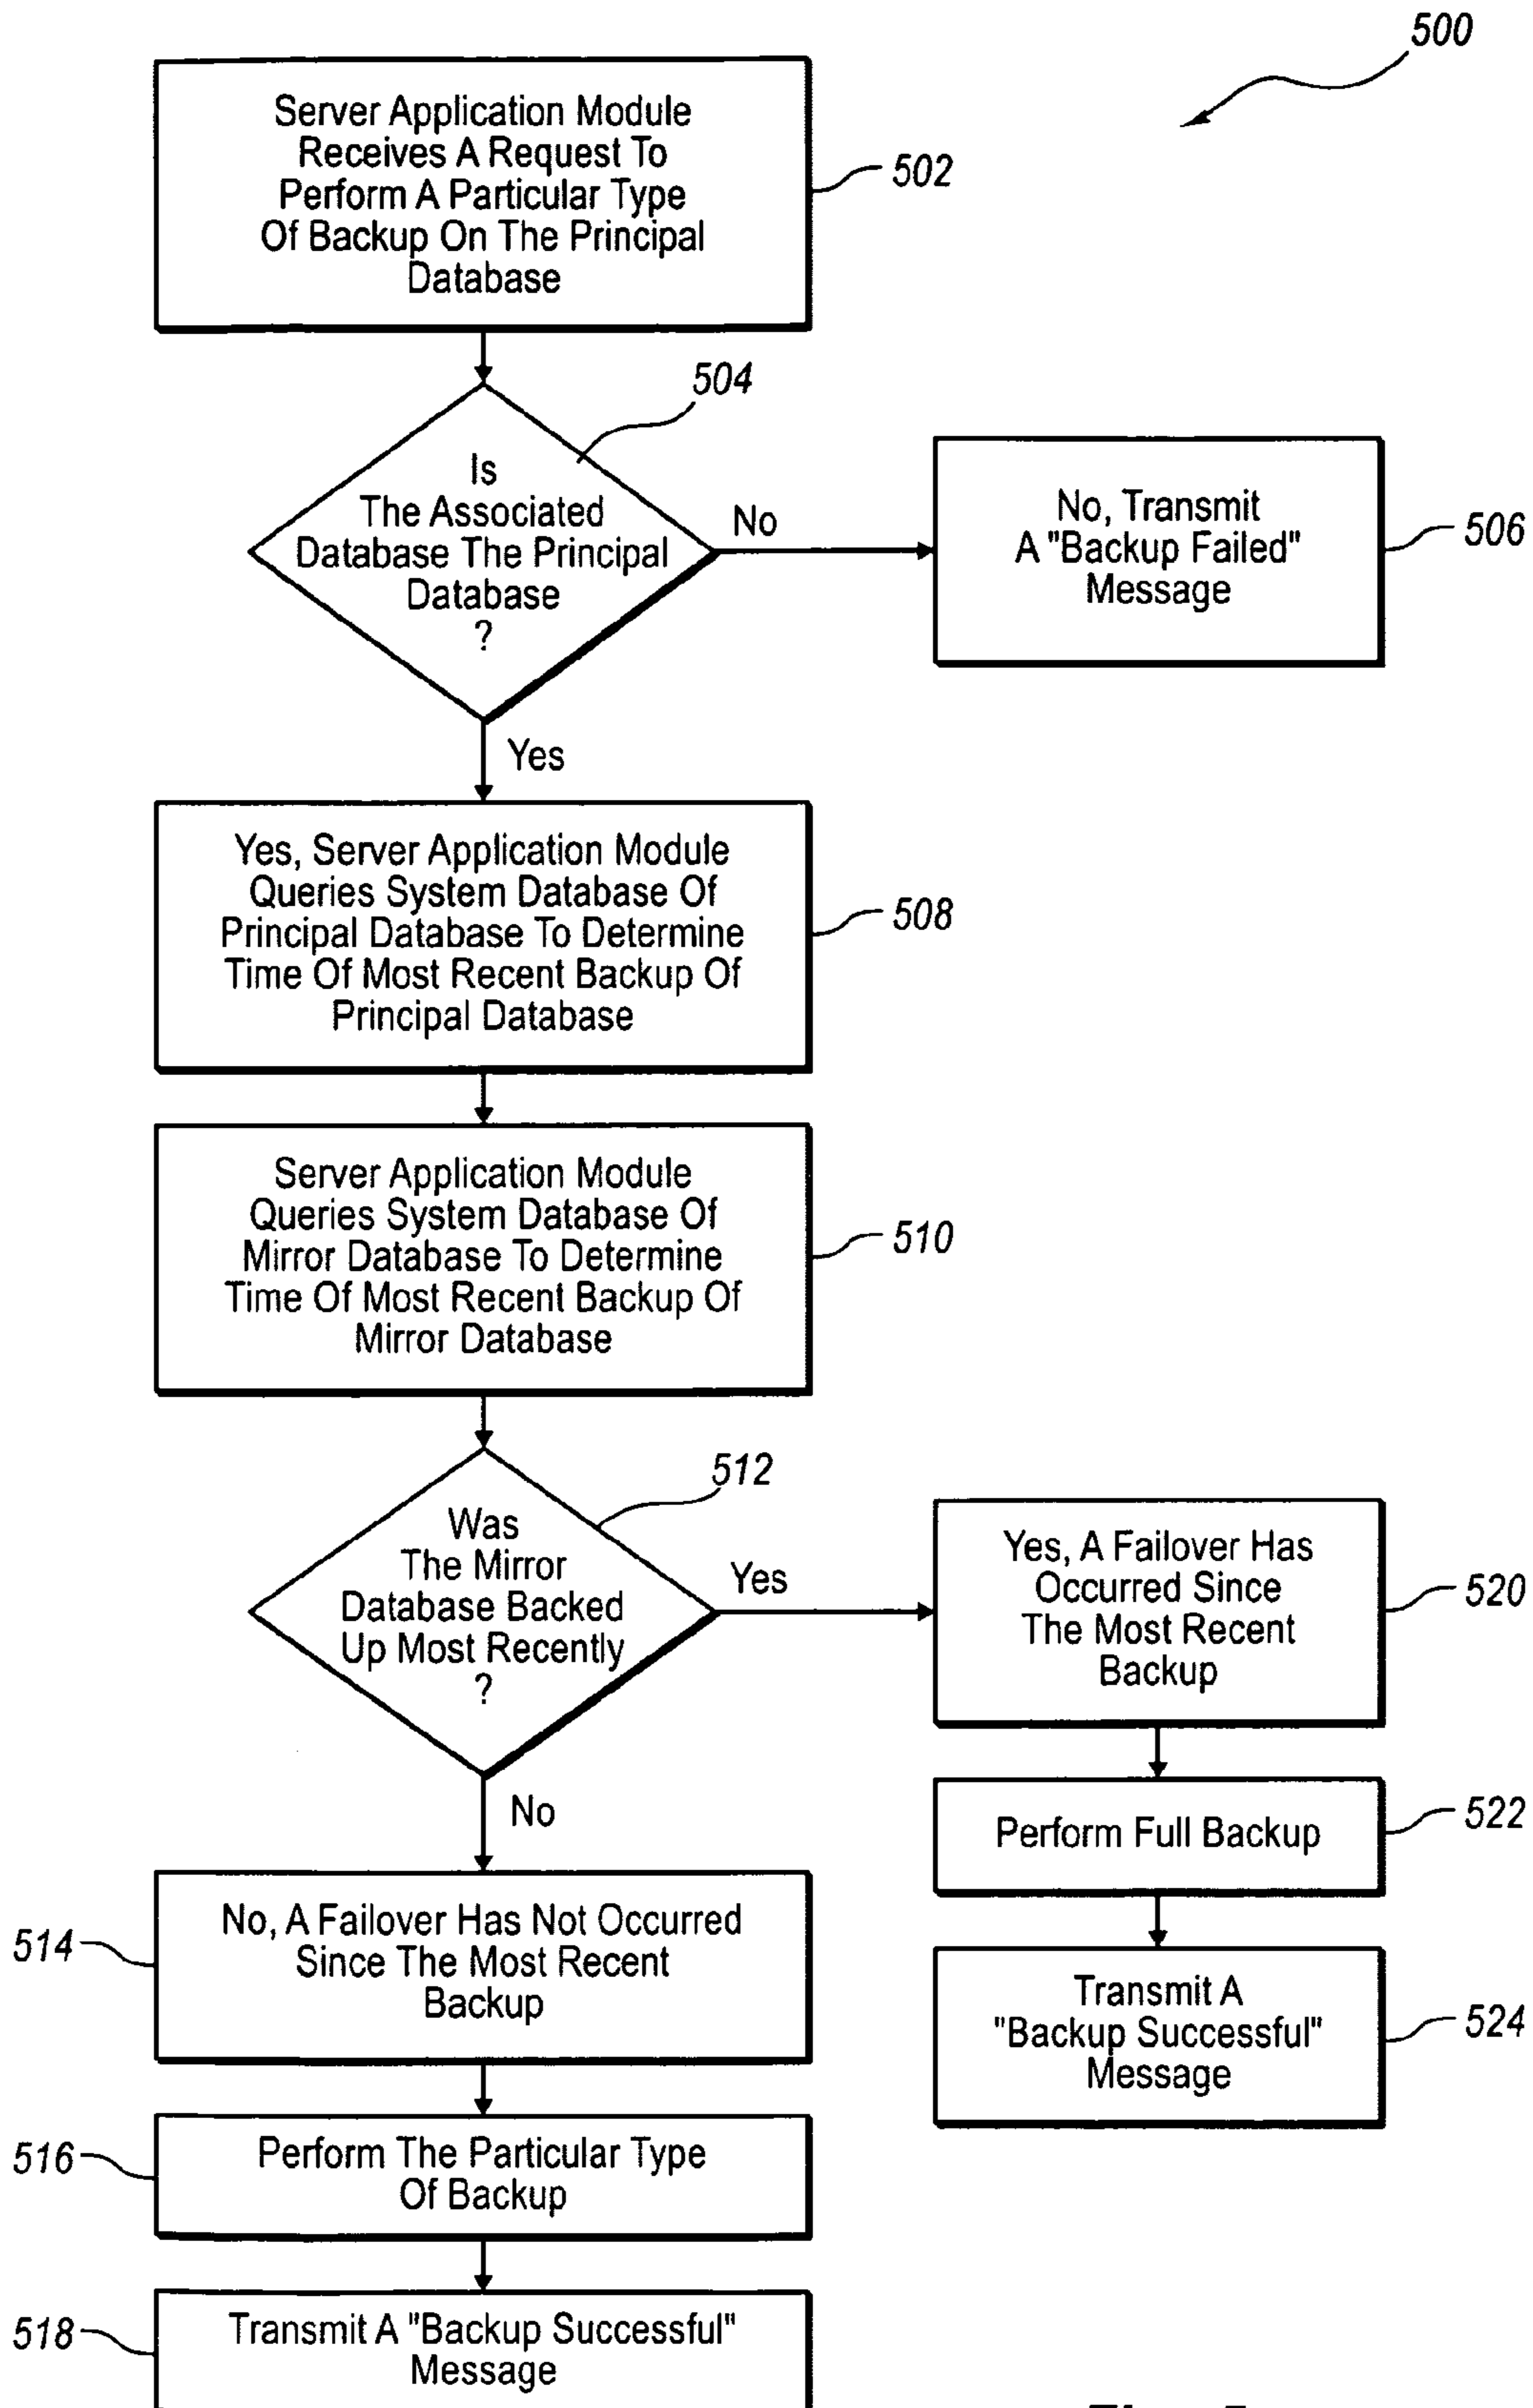 500
Server Application Module
Receives A Request To
Perform A Particular Type
Of Backup On The Principal
Database
502
504
Is
The Associated
Database The Principal
Database
?
No
No, Transmit
A "Backup Failed"
Message
506
Yes
Yes, Server Application Module
Queries System Database Of
Principal Database To Determine
Time Of Most Recent Backup Of
Principal Database
508
Server Application Module
Queries System Database Of
Mirror Database To Determine
Time Of Most Recent Backup Of
Mirror Database
510
512
Was
The Mirror
Database Backed
Up Most Recently
?
Yes
Yes, A Failover Has
Occurred Since
The Most Recent
Backup
520
Perform Full Backup
522
Transmit A
"Backup Successful"
Message
524
No
514
No, A Failover Has Not Occurred
Since The Most Recent
Backup
516
Perform The Particular Type
Of Backup
518
Transmit A "Backup Successful"
Message